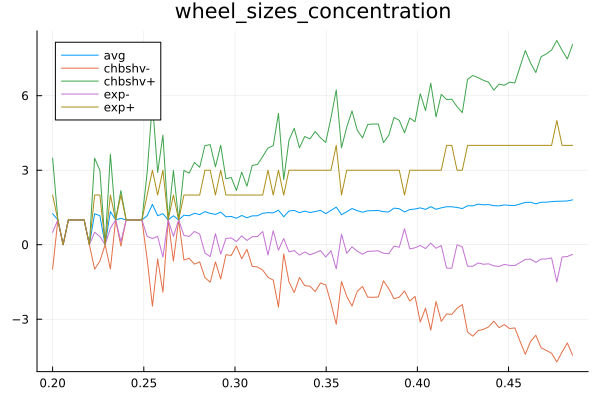 wheel_sizes_concentration
avg
chbshv-
chbshv+
exp-
exp+
6
3
0
−3
0.20
0.25
0.30
0.35
0.40
0.45